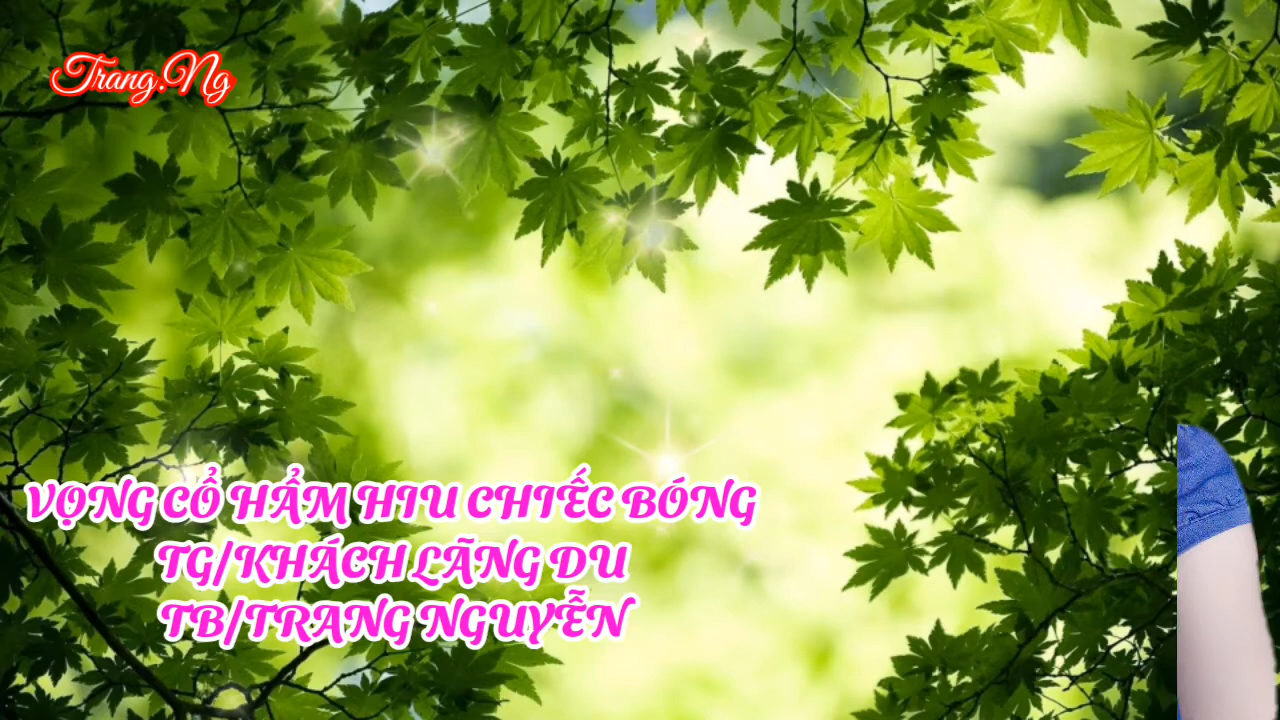 Trang.Ng
VỌNG CỔ HẨM HIU CHIẾC BÓNG
TG/KHÁCH LÃNG DU
TB/TRANG NGUYỄN